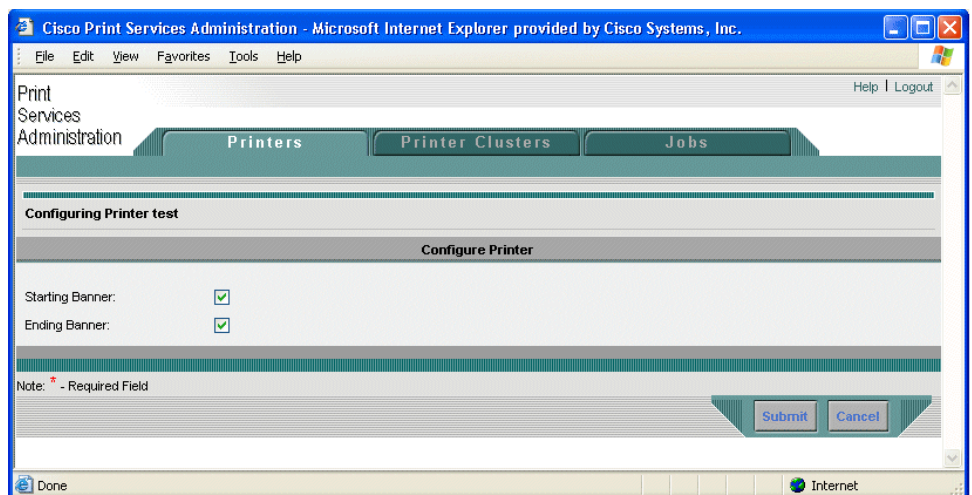 Cisco Print Services Administration - Microsoft Internet Explorer provided by Cisco Systems, Inc.
File Edit View Favorites Tools Help
Help | Logout
Print
Services
Administration
Printers Printer Clusters Jobs
Configuring Printer test
Configure Printer
Starting Banner:
Ending Banner:
Note: * - Required Field
Submit Cancel
Done Internet